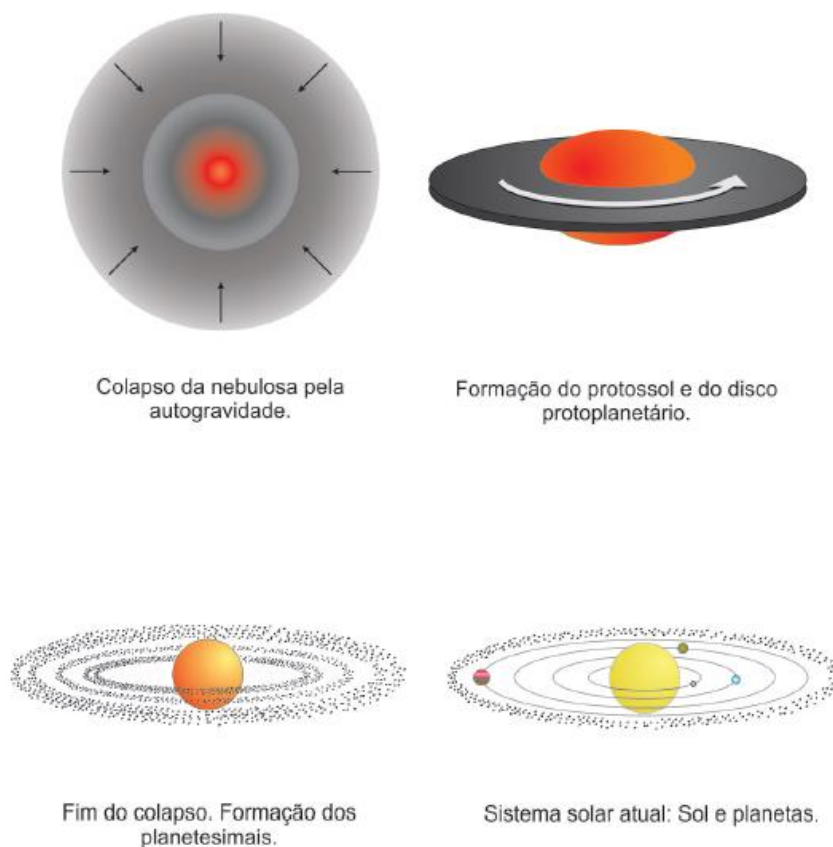 Colapso da nebulosa pela
autogravidade.
Formação do protossol e do disco
protoplanetário.
Fim do colapso. Formação dos
planetesimais.
Sistema solar atual: Sol e planetas.